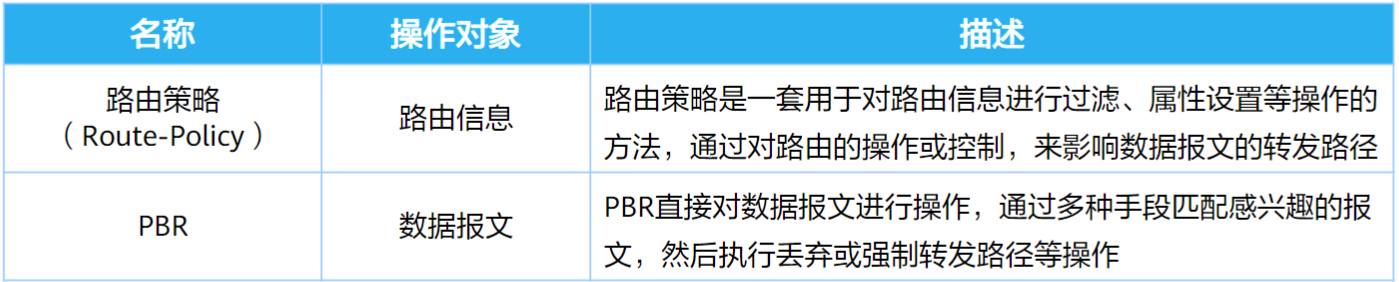 名称
操作对象
描述
路由策略
（Route-Policy）
路由信息
路由策略是一套用于对路由信息进行过滤、属性设置等操作的
方法，通过对路由的操作或控制，来影响数据报文的转发路径
PBR
数据报文
PBR直接对数据报文进行操作，通过多种手段匹配感兴趣的报
文，然后执行丢弃或强制转发路径等操作